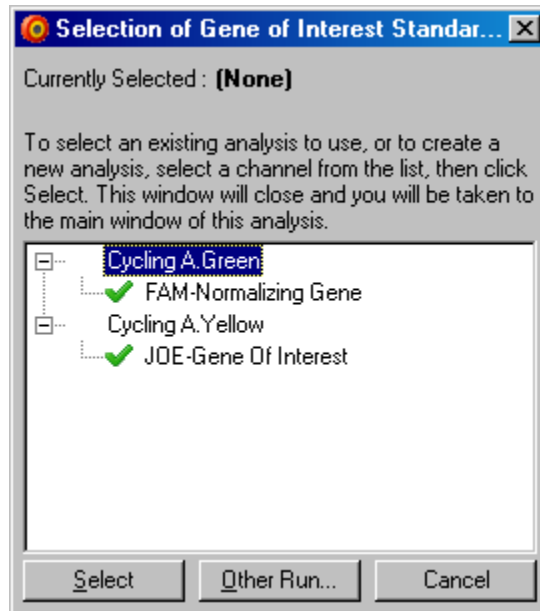 Selection of Gene of Interest Standar...
Currently Selected : (None)
To select an existing analysis to use, or to create a
new analysis, select a channel from the list, then click
Select. This window will close and you will be taken to
the main window of this analysis.
Cycling A.Green
FAM-Normalizing Gene
Cycling A.Yellow
JOE-Gene Of Interest
Select Other Run... Cancel